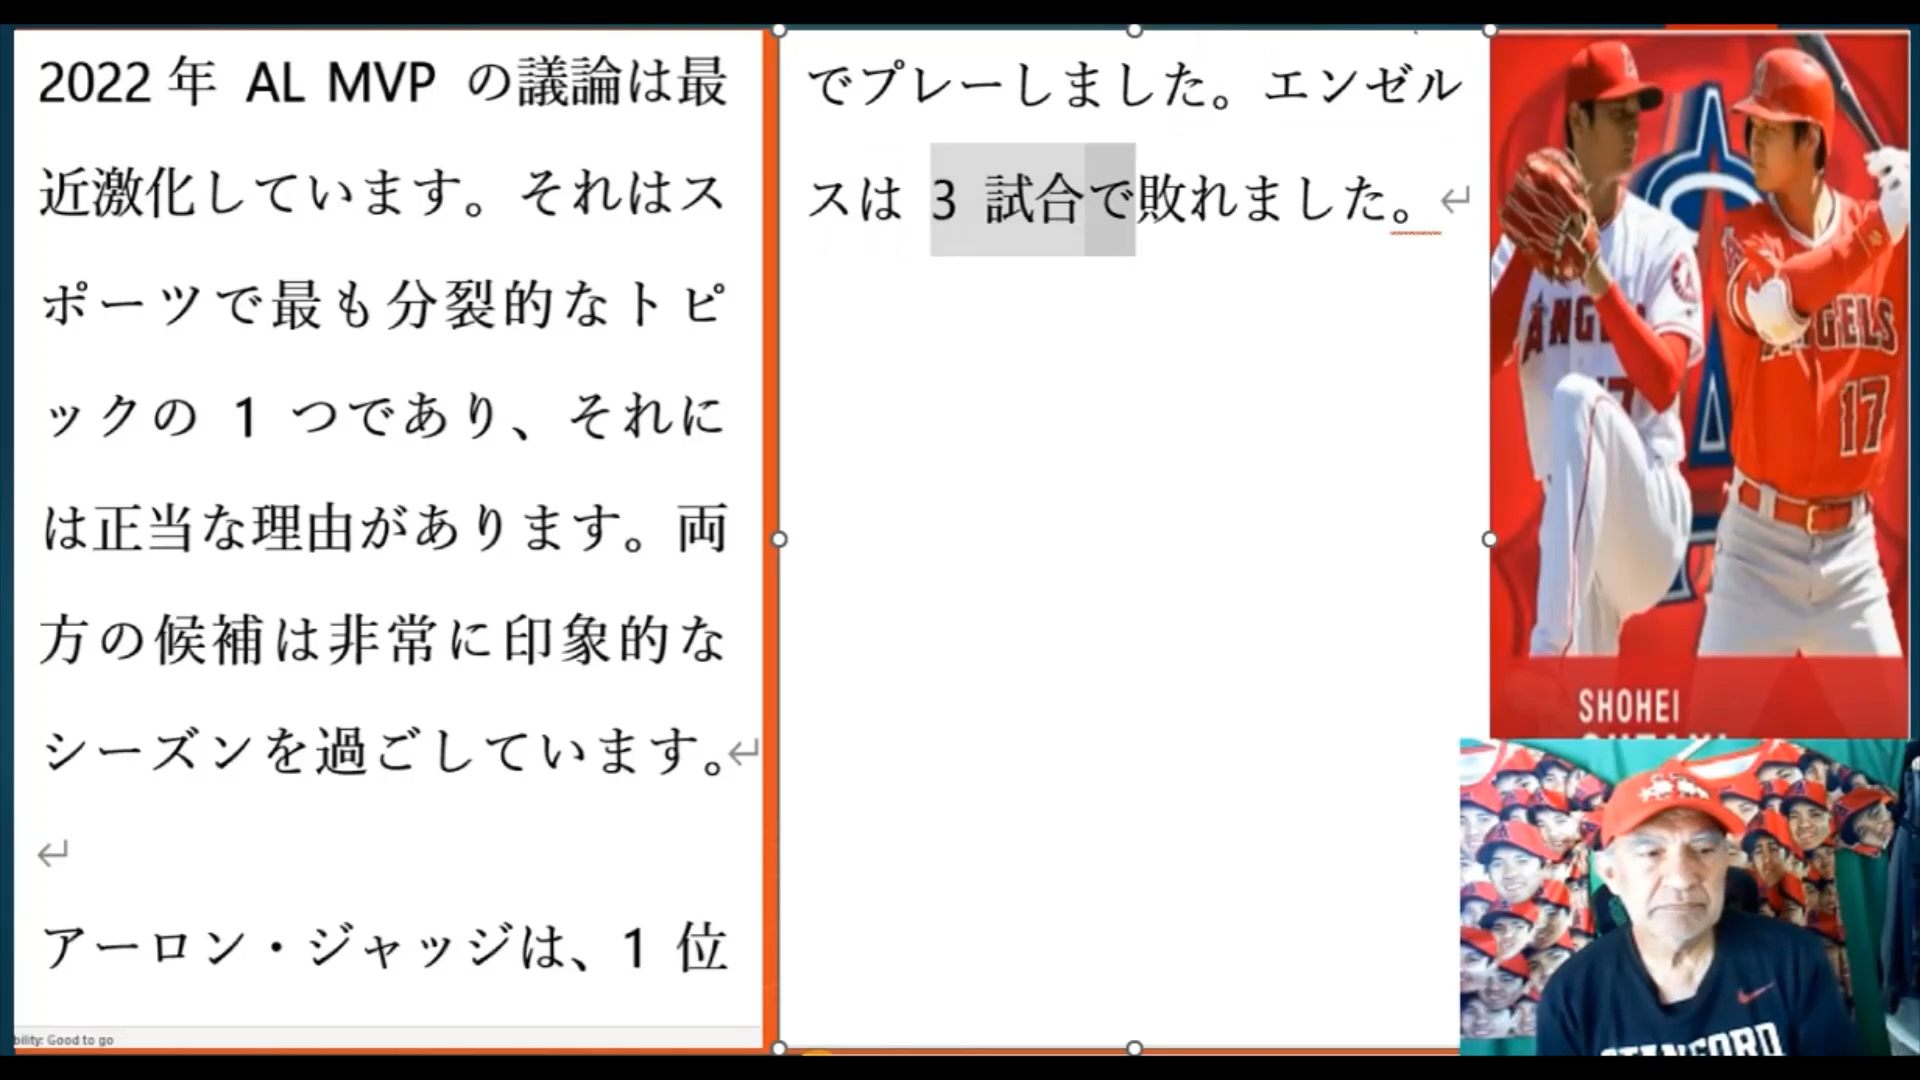 2022年 AL MVP の議論は最
近激化しています。それはス
ポーツで最も分裂的なトピ
ックの 1 つであり、それに
は正当な理由があります。両
方の候補は非常に印象的な
シーズンを過ごしています。
アーロン・ジャッジは、1 位
bility: Good to go
でプレーしました。エンゼル
スは 3 試合で敗れました。
ANGELS
17
SHOHEI
STANFORD